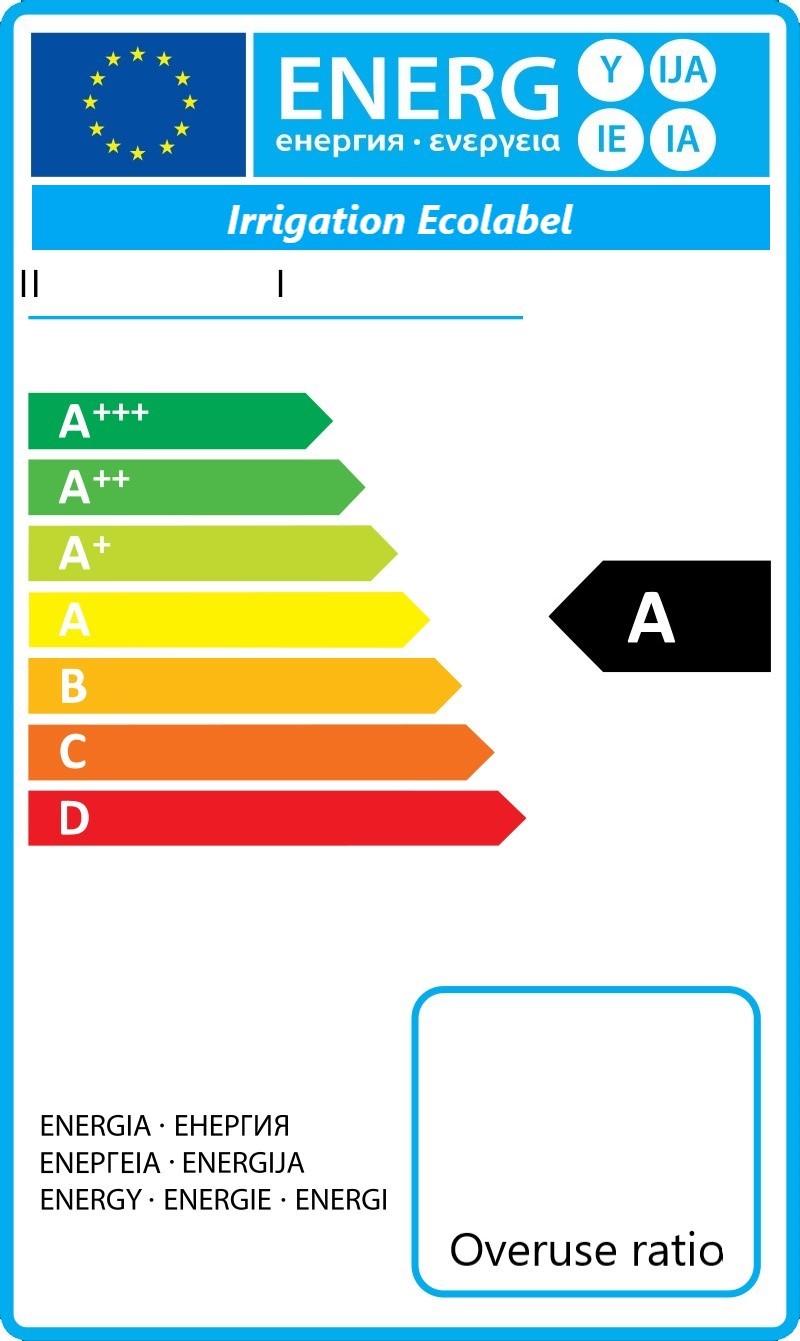 ENERG Y IJA
енергия · ενεργεια IE IA
Irrigation Ecolabel
II I
A+++
A++
A+
A
A
B
C
D
ENERGIA · ЕНЕРГИЯ
ΕΝΕΡΓΕΙΑ · ENERGIJA
ENERGY · ENERGIE · ENERGI
Overuse ratio